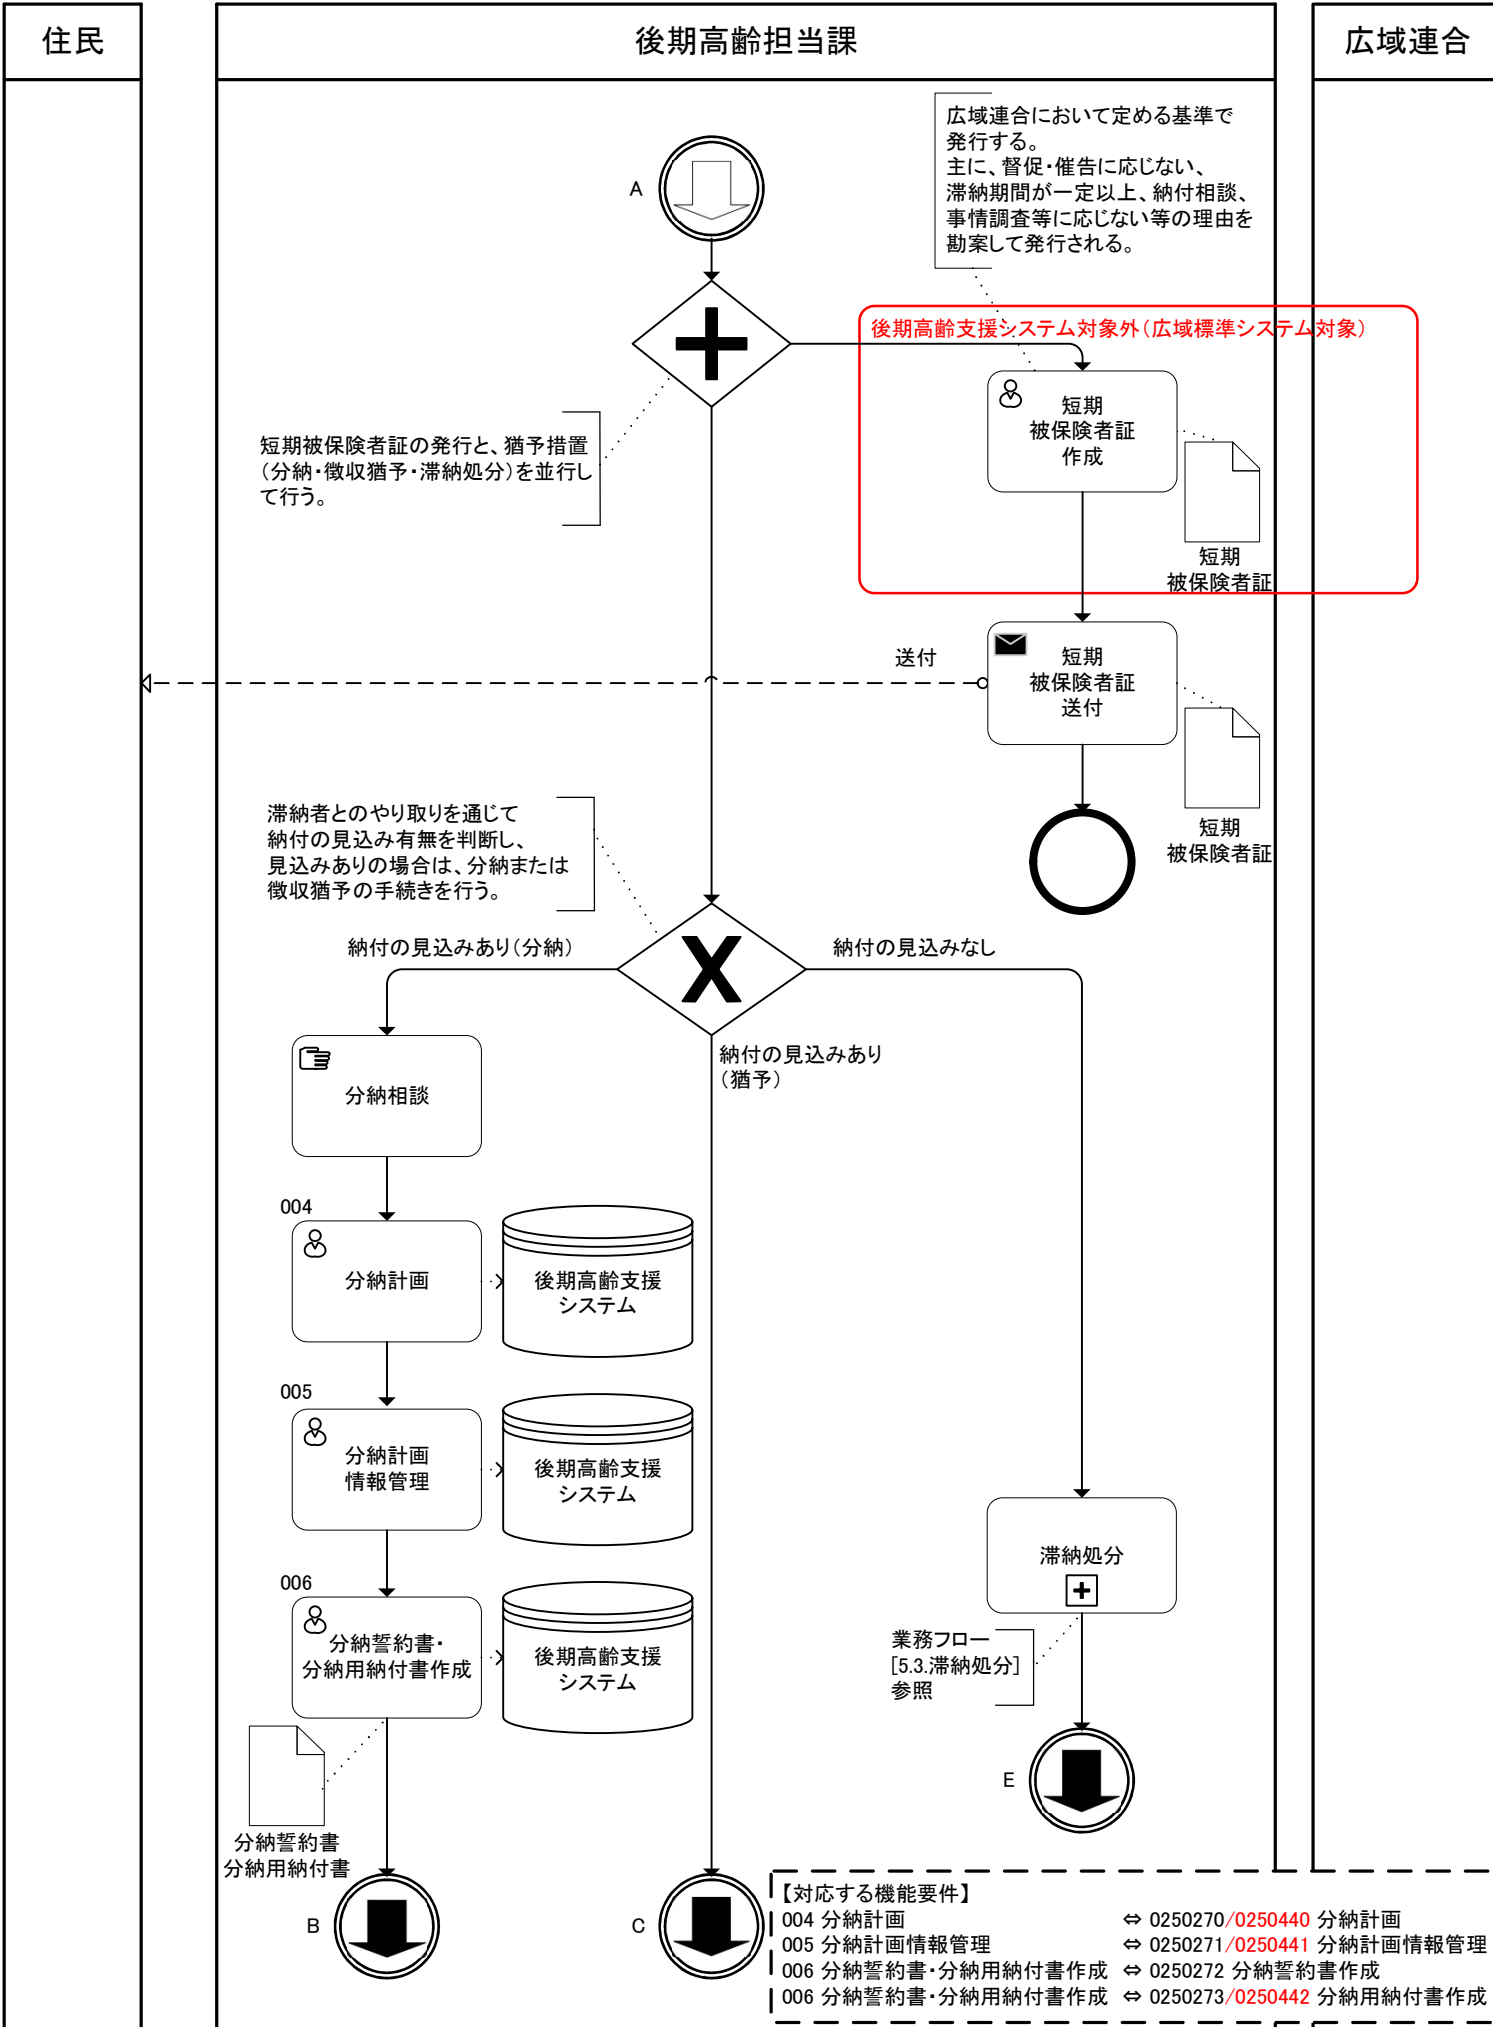 住民
後期高齢担当課
広域連合
広域連合において定める基準で
発行する。
主に、督促・催告に応じない、
滞納期間が一定以上、納付相談、
事情調査等に応じない等の理由を
勘案して発行される。
A
後期高齢支援システム対象外（広域標準システム対象）
短期
被保険者証
作成
短期被保険者証の発行と、猶予措置
（分納・徴収猶予・滞納処分）を並行し
て行う。
短期
被保険者証
送付
短期
被保険者証
送付
短期
被保険者証
滞納者とのやり取りを通じて
納付の見込み有無を判断し、
見込みありの場合は、分納または
徴収猶予の手続きを行う。
納付の見込みあり（分納）
納付の見込みなし
納付の見込みあり
（猶予）
分納相談
004
分納計画
後期高齢支援
システム
005
分納計画
情報管理
後期高齢支援
システム
006
分納誓約書・
分納用納付書作成
後期高齢支援
システム
滞納処分
業務フロー
[5.3.滞納処分]
参照
E
分納誓約書
分納用納付書
B
C
【対応する機能要件】
004 分納計画 ⇔ 0250270/0250440 分納計画
005 分納計画情報管理 ⇔ 0250271/0250441 分納計画情報管理
006 分納誓約書・分納用納付書作成 ⇔ 0250272 分納誓約書作成
006 分納誓約書・分納用納付書作成 ⇔ 0250273/0250442 分納用納付書作成